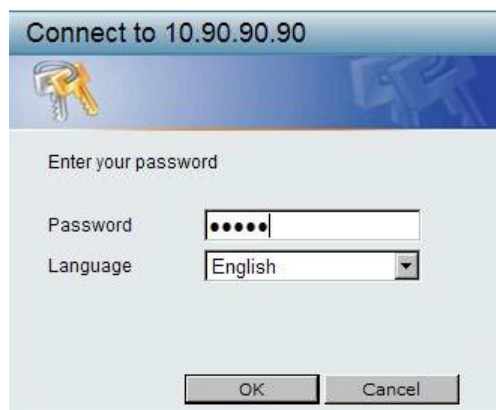 Connect to 10.90.90.90
Enter your password
Password •••••
Language English
OK Cancel